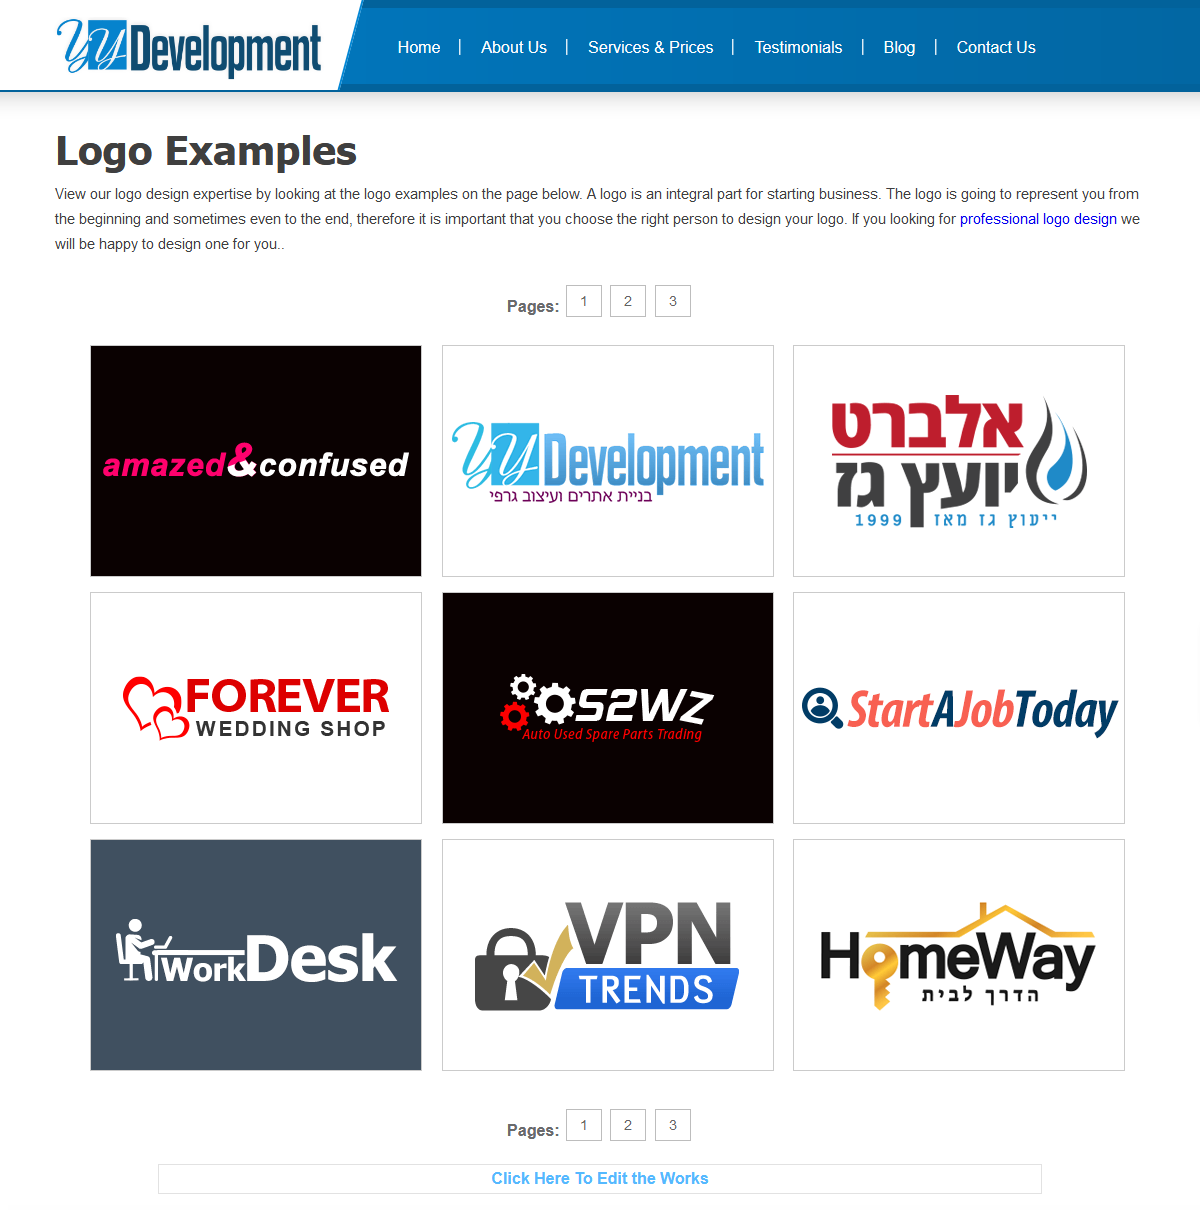 YY Development
Home | About Us | Services & Prices | Testimonials | Blog | Contact Us
Logo Examples
View our logo design expertise by looking at the logo examples on the page below. A logo is an integral part for starting business. The logo is going to represent you from
the beginning and sometimes even to the end, therefore it is important that you choose the right person to design your logo. If you looking for professional logo design we
will be happy to design one for you..
Pages: 1 2 3
amazed&confused
YY Development
בניית אתרים ועיצוב גרפי
אלברט
יועץ גז
ייעוץ גז מאז 1999
FOREVER
WEDDING SHOP
S2WZ
Auto Used Spare Parts Trading
StartAJobToday
WorkDesk
VPN
TRENDS
HomeWay
הדרך לבית
Pages: 1 2 3
Click Here To Edit the Works